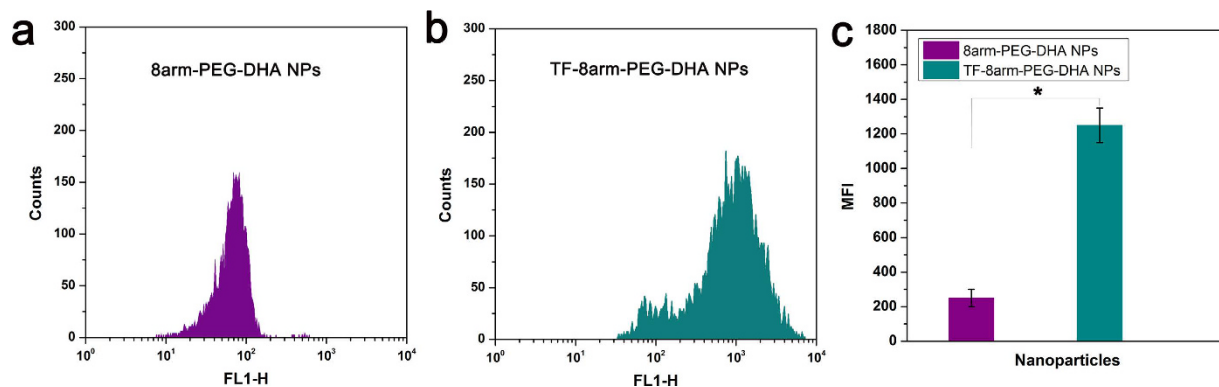 a
8arm-PEG-DHA NPs
Counts
300
250
200
150
100
50
0
10^0 10^1 10^2 10^3 10^4
FL1-H
b
TF-8arm-PEG-DHA NPs
Counts
300
250
200
150
100
50
0
10^0 10^1 10^2 10^3 10^4
FL1-H
c
8arm-PEG-DHA NPs
TF-8arm-PEG-DHA NPs
*
MFI
1800
1600
1400
1200
1000
800
600
400
200
0
Nanoparticles